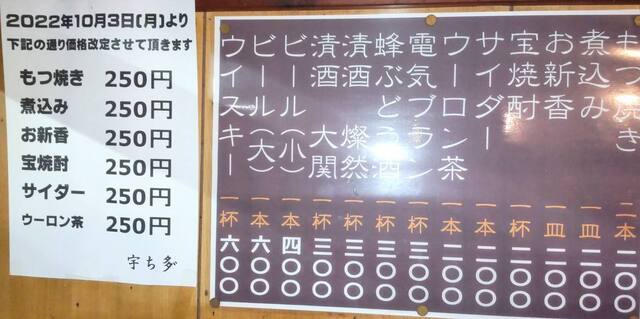 2022年10月3日(月)より
下記の通り価格改定させて頂きます
もつ焼き 250円
煮込み 250円
お新香 250円
宝焼酎 250円
サイダー 250円
ウーロン茶 250円
宇ち多゛
もつ焼き 二本 二〇〇
煮込み 一皿 二〇〇
お新香 一皿 二〇〇
宝焼酎 一杯 二〇〇
サイダー 一本 二〇〇
ウーロン茶 一本 二〇〇
電気ブラン 一杯 三〇〇
蜂ぶどう酒 一杯 三〇〇
清酒 燦然 一杯 三〇〇
清酒 大関 一杯 三〇〇
ビール(小) 一本 四〇〇
ビール(大) 一本 六〇〇
ウイスキー 一杯 六〇〇